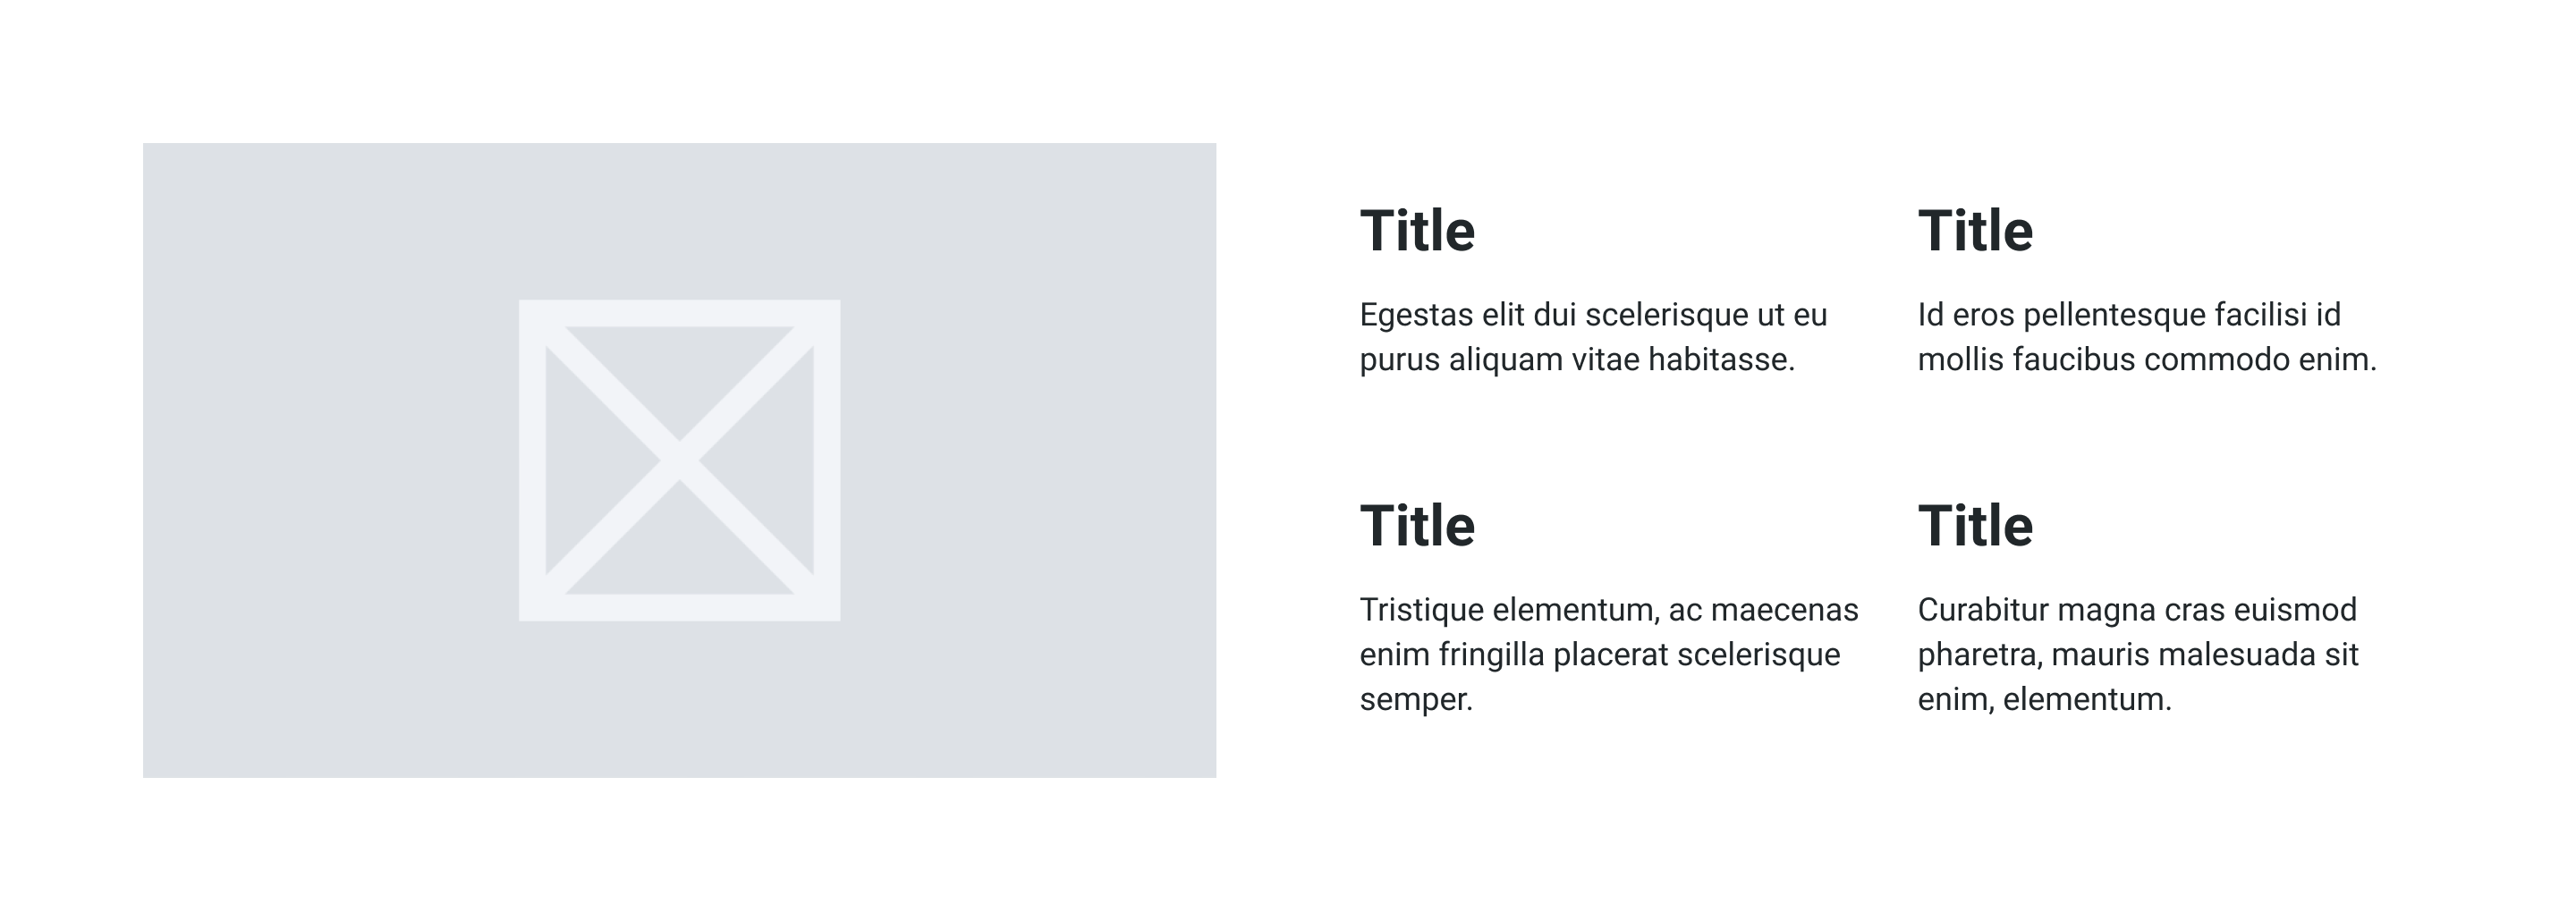 Title
Egestas elit dui scelerisque ut eu
purus aliquam vitae habitasse.
Title
Id eros pellentesque facilisi id
mollis faucibus commodo enim.
Title
Tristique elementum, ac maecenas
enim fringilla placerat scelerisque
semper.
Title
Curabitur magna cras euismod
pharetra, mauris malesuada sit
enim, elementum.